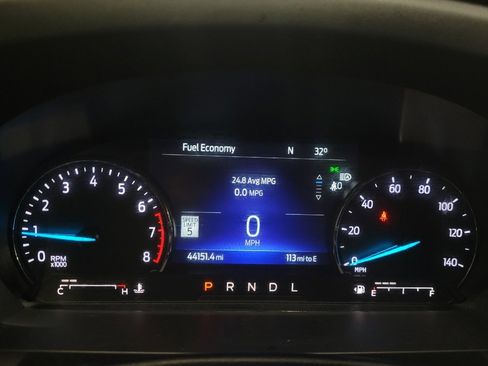 Fuel Economy N 32°
24.8 Avg MPG
0.0 MPG
SPEED
LIMIT
5
0
MPH
44151.4 mi 113 mi to E
P R N D L
0 1 2 3 4 5 6 7 8
RPM
x1000
C H
0 20 40 60 80 100 120 140
MPH
E F